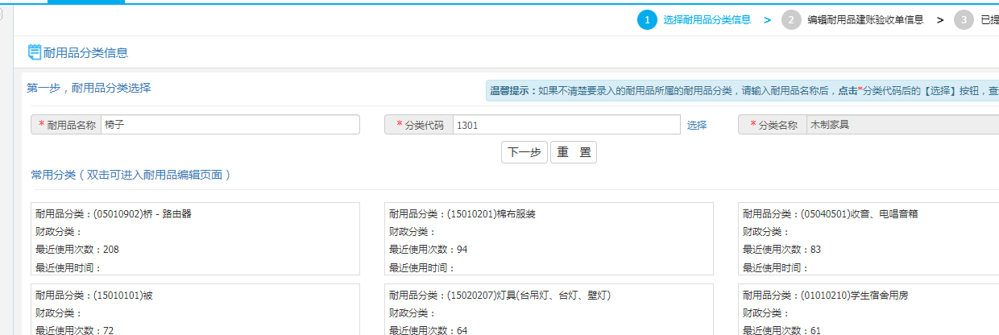 1 选择耐用品分类信息 > 2 编辑耐用品建账验收单信息 > 3 已提
耐用品分类信息
第一步，耐用品分类选择
温馨提示：如果不清楚要录入的耐用品所属的耐用品分类，请输入耐用品名称后，点击*分类代码后的【选择】按钮，查
* 耐用品名称 椅子 * 分类代码 1301 选择 * 分类名称 木制家具
下一步 重 置
常用分类（双击可进入耐用品编辑页面）
耐用品分类：(05010902)桥 - 路由器
财政分类：
最近使用次数：208
最近使用时间：
耐用品分类：(15010201)棉布服装
财政分类：
最近使用次数：94
最近使用时间：
耐用品分类：(05040501)收音、电唱音箱
财政分类：
最近使用次数：83
最近使用时间：
耐用品分类：(15010101)被
财政分类：
最近使用次数：72
耐用品分类：(15020207)灯具(台吊灯、台灯、壁灯)
财政分类：
最近使用次数：64
耐用品分类：(01010210)学生宿舍用房
财政分类：
最近使用次数：61